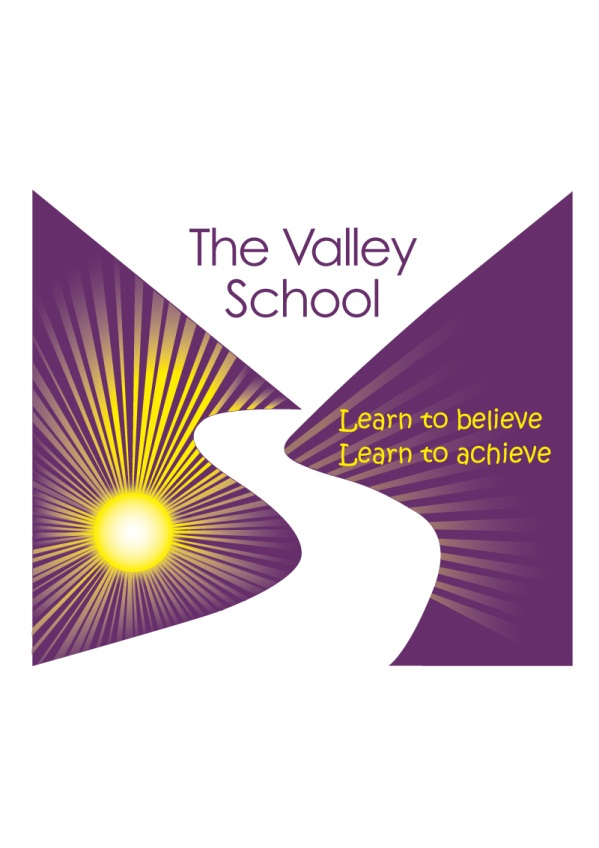 The Valley
School
Learn to believe
Learn to achieve